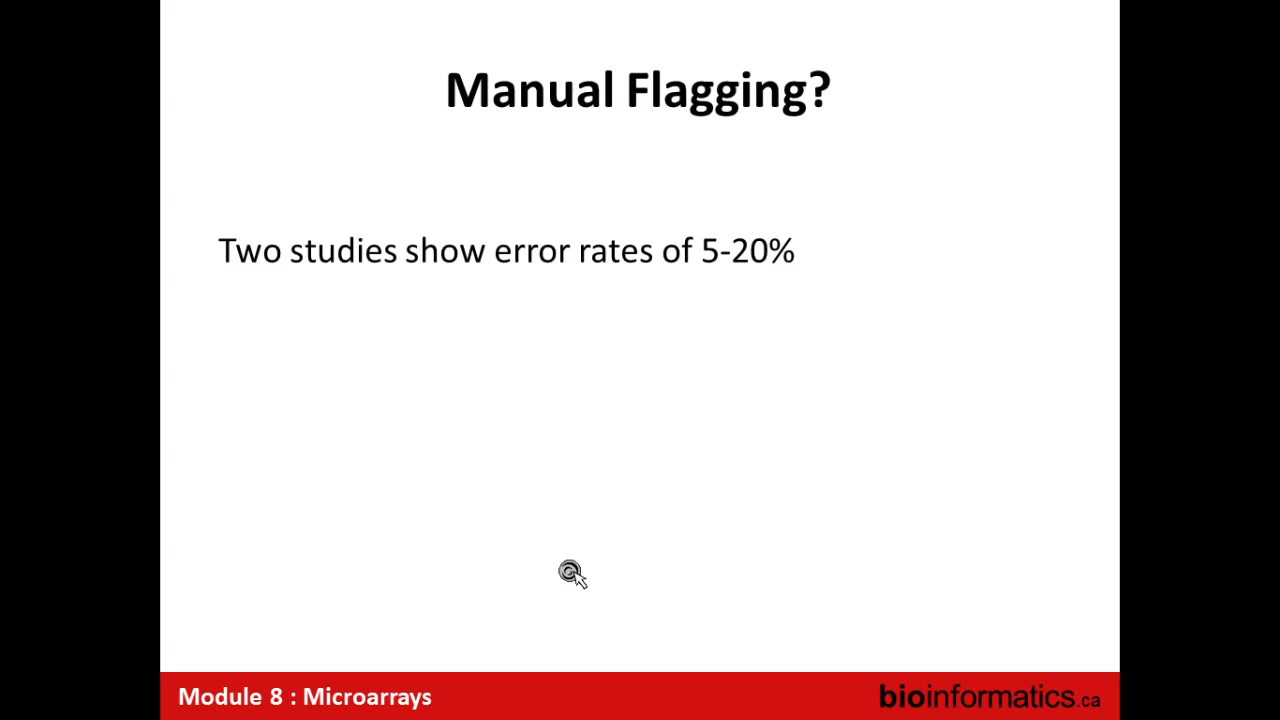 Manual Flagging?
Two studies show error rates of 5-20%
Module 8 : Microarrays
bioinformatics.ca